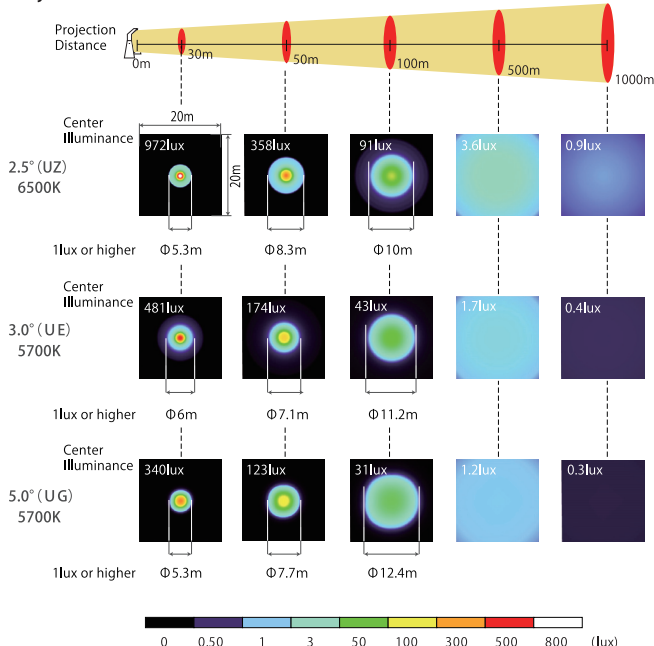 Projection
Distance
0m
30m
50m
100m
500m
1000m
Center
Illuminance
20m
20m
2.5°(UZ)
6500K
972lux
358lux
91lux
3.6lux
0.9lux
1lux or higher
Φ5.3m
Φ8.3m
Φ10m
Center
Illuminance
3.0°(UE)
5700K
481lux
174lux
43lux
1.7lux
0.4lux
1lux or higher
Φ6m
Φ7.1m
Φ11.2m
Center
Illuminance
5.0°(UG)
5700K
340lux
123lux
31lux
1.2lux
0.3lux
1lux or higher
Φ5.3m
Φ7.7m
Φ12.4m
0 0.50 1 3 50 100 300 500 800 (lux)